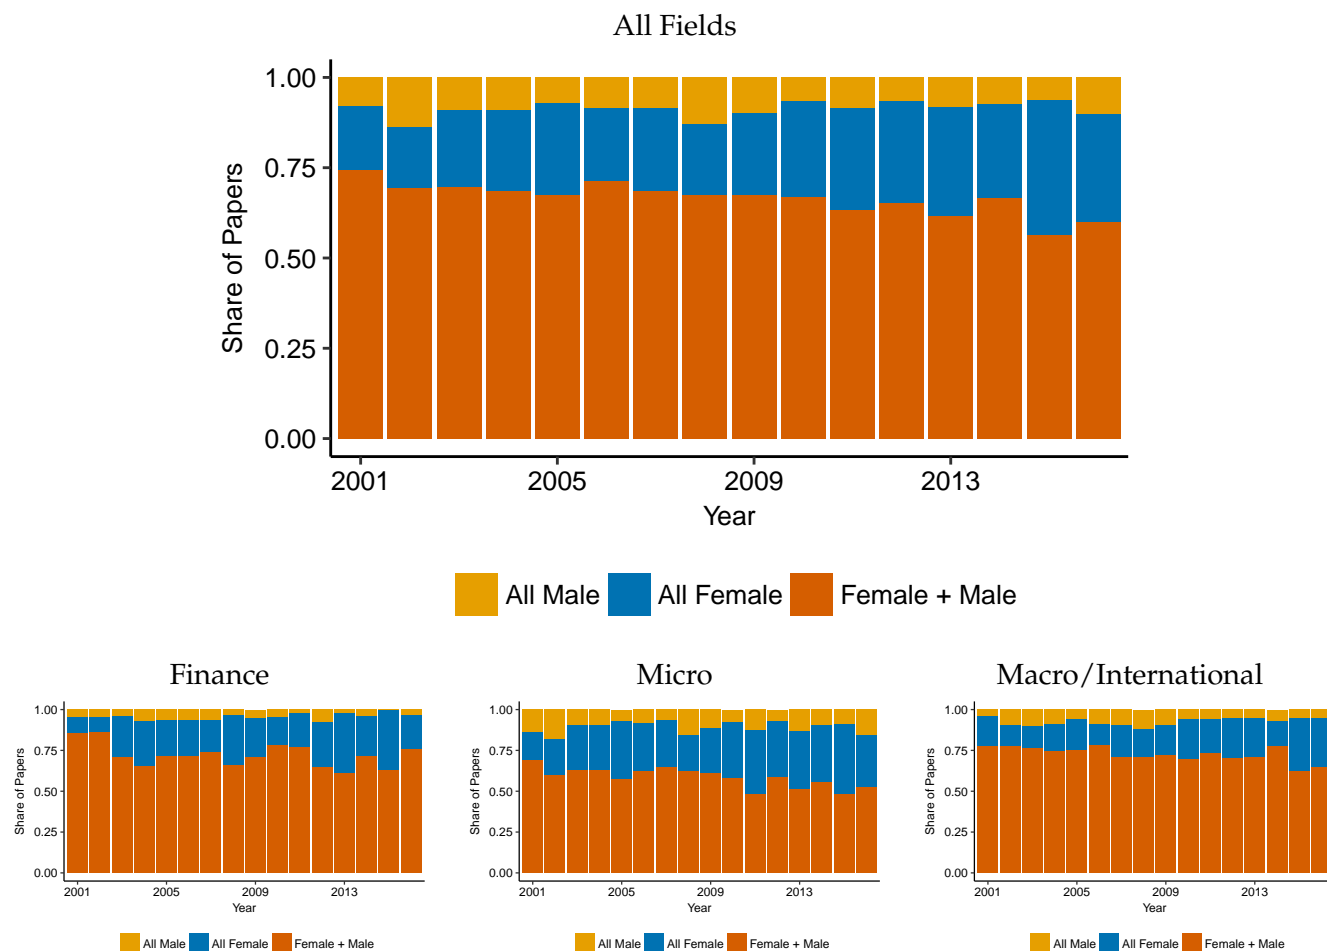 All Fields
1.00
0.75
0.50
0.25
0.00
Share of Papers
2001 2005 2009 2013
Year
All Male All Female Female + Male
Finance
1.00
0.75
0.50
0.25
0.00
Share of Papers
2001 2005 2009 2013
Year
All Male All Female Female + Male
Micro
1.00
0.75
0.50
0.25
0.00
Share of Papers
2001 2005 2009 2013
Year
All Male All Female Female + Male
Macro/International
1.00
0.75
0.50
0.25
0.00
Share of Papers
2001 2005 2009 2013
Year
All Male All Female Female + Male